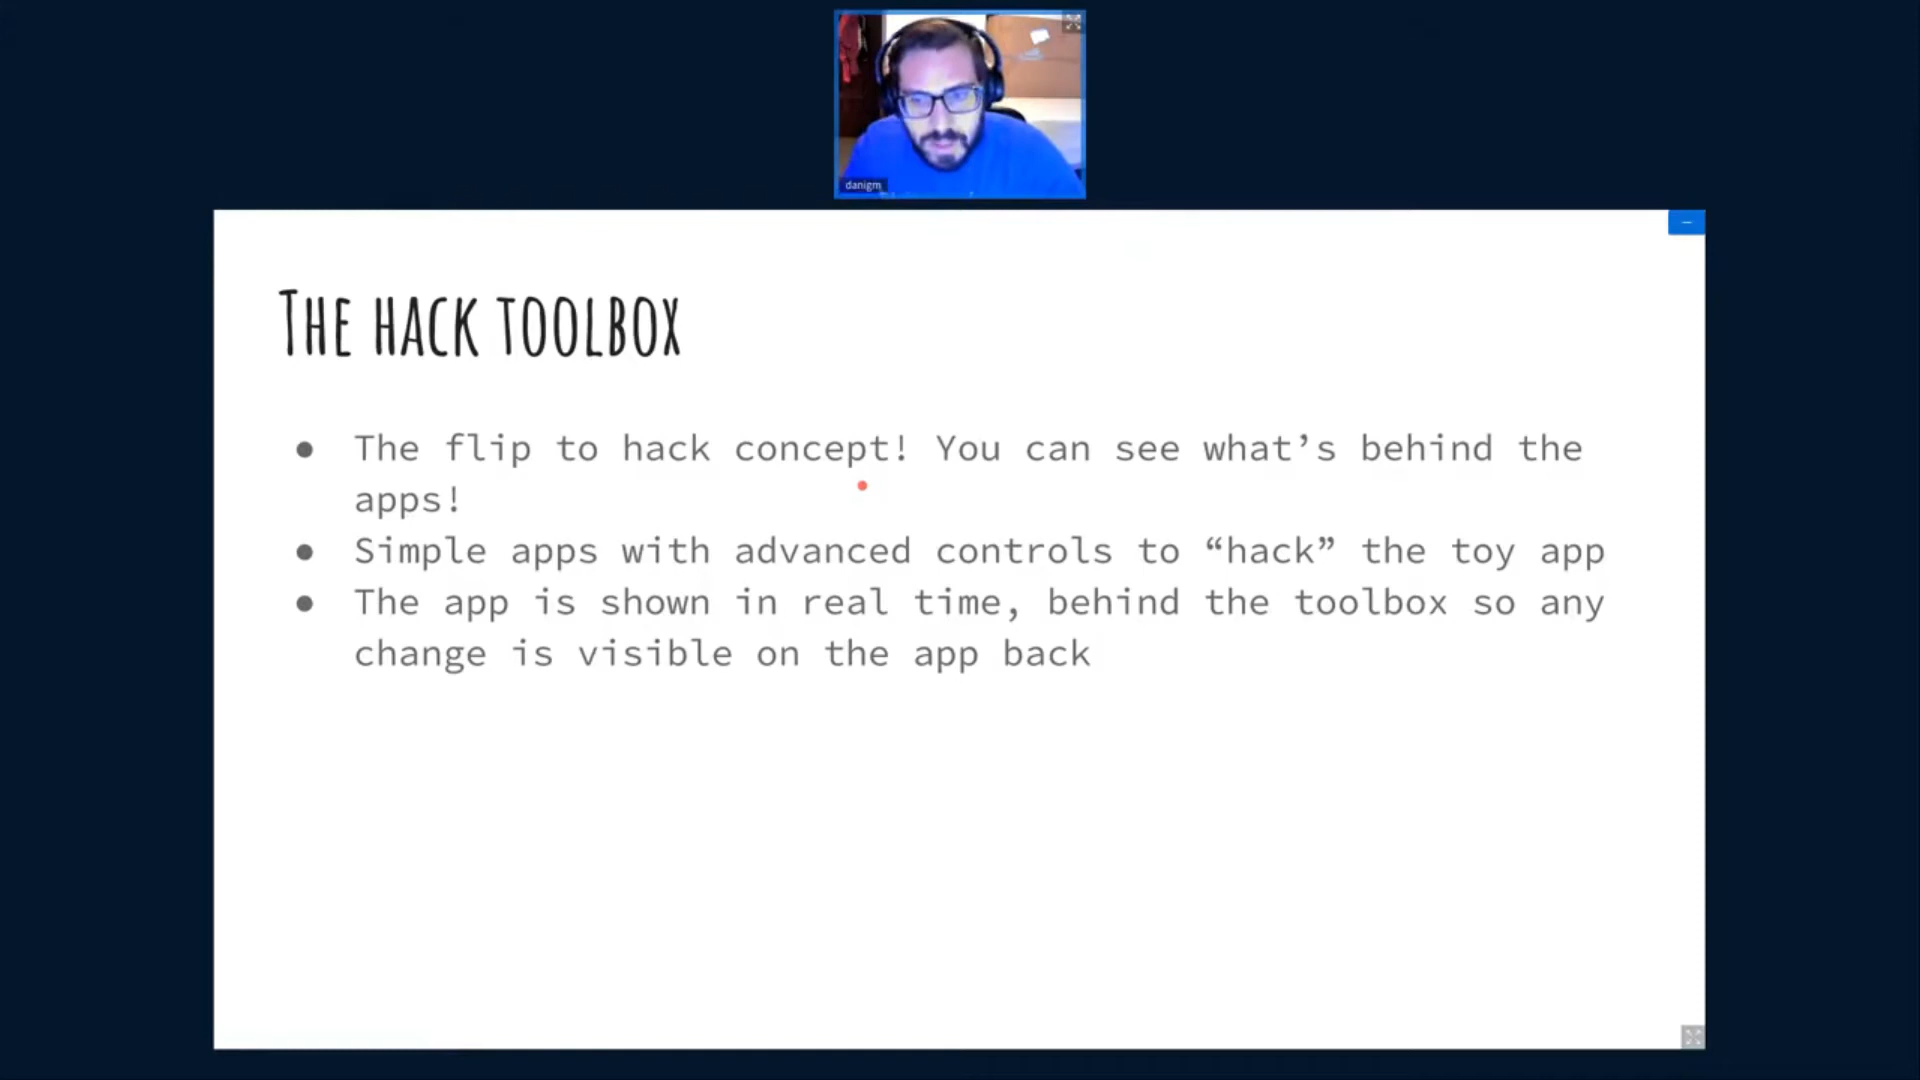 danigm
The hack toolbox
● The flip to hack concept! You can see what’s behind the
apps!
● Simple apps with advanced controls to “hack” the toy app
● The app is shown in real time, behind the toolbox so any
change is visible on the app back